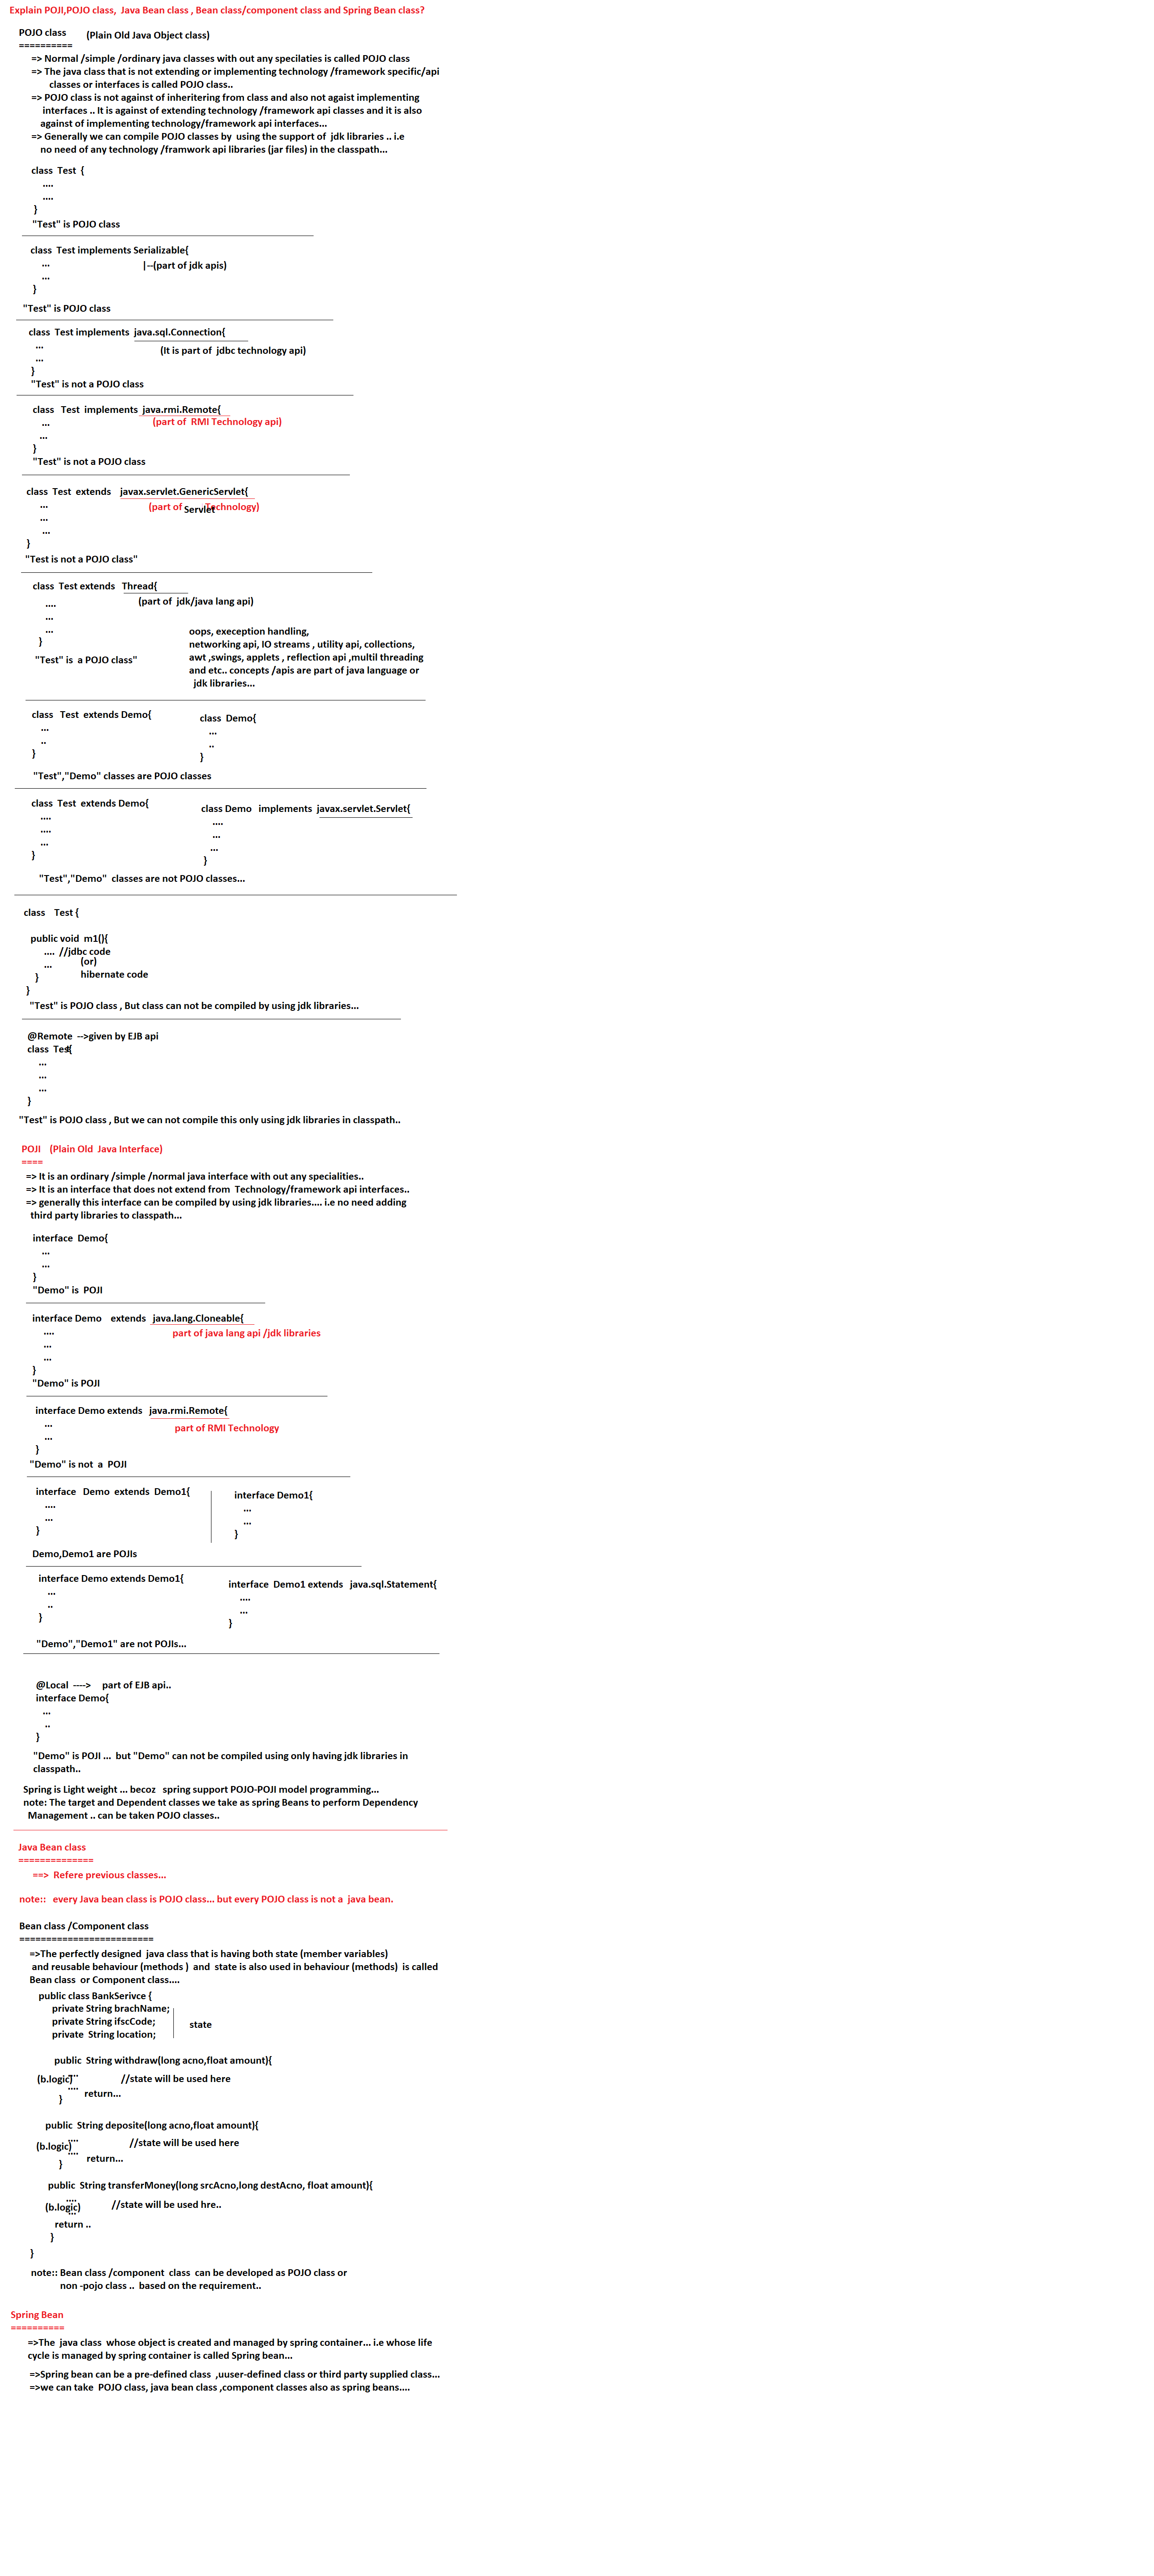 Explain POJI,POJO class,  Java Bean class , Bean class/component class and Spring Bean class?
POJO class (Plain Old Java Object class)
==========
=> Normal /simple /ordinary java classes with out any specilaties is called POJO class
=> The java class that is not extending or implementing technology /framework specific/api
classes or interfaces is called POJO class..
=> POJO class is not against of inheritering from class and also not agaist implementing
interfaces .. It is against of extending technology /framework api classes and it is also
against of implementing technology/framework api interfaces...
=> Generally we can compile POJO classes by  using the support of  jdk libraries .. i.e
no need of any technology /framwork api libraries (jar files) in the classpath...
class  Test  {
....
....
}
"Test" is POJO class
class  Test implements Serializable{
... |--(part of jdk apis)
...
}
"Test" is POJO class
class  Test implements  java.sql.Connection{
... (It is part of  jdbc technology api)
...
}
"Test" is not a POJO class
class   Test  implements  java.rmi.Remote{
... (part of  RMI Technology api)
...
}
"Test" is not a POJO class
class  Test  extends    javax.servlet.GenericServlet{
... (part of Servlet Technology)
...
...
}
"Test is not a POJO class"
class  Test extends   Thread{
.... (part of  jdk/java lang api)
...
...
}
"Test" is  a POJO class"
oops, exeception handling,
networking api, IO streams , utility api, collections,
awt ,swings, applets , reflection api ,multil threading
and etc.. concepts /apis are part of java language or
jdk libraries...
class   Test  extends Demo{
...
..
}
class  Demo{
...
..
}
"Test","Demo" classes are POJO classes
class  Test  extends Demo{
....
....
...
}
class Demo   implements  javax.servlet.Servlet{
....
...
...
}
"Test","Demo"  classes are not POJO classes...
class    Test {
public void  m1(){
....  //jdbc code
... (or)
hibernate code
}
}
"Test" is POJO class , But class can not be compiled by using jdk libraries...
@Remote  -->given by EJB api
class  Test{
...
...
...
}
"Test" is POJO class , But we can not compile this only using jdk libraries in classpath..
POJI    (Plain Old  Java Interface)
====
=> It is an ordinary /simple /normal java interface with out any specialities..
=> It is an interface that does not extend from  Technology/framework api interfaces..
=> generally this interface can be compiled by using jdk libraries.... i.e no need adding
third party libraries to classpath...
interface  Demo{
...
...
}
"Demo" is  POJI
interface Demo    extends   java.lang.Cloneable{
.... part of java lang api /jdk libraries
...
...
}
"Demo" is POJI
interface Demo extends   java.rmi.Remote{
... part of RMI Technology
...
}
"Demo" is not  a  POJI
interface   Demo  extends  Demo1{
....
...
}
interface Demo1{
...
...
}
Demo,Demo1 are POJIs
interface Demo extends Demo1{
...
..
}
interface  Demo1 extends   java.sql.Statement{
....
...
}
"Demo","Demo1" are not POJIs...
@Local  ---->     part of EJB api..
interface Demo{
...
..
}
"Demo" is POJI ...  but "Demo" can not be compiled using only having jdk libraries in
classpath..
Spring is Light weight ... becoz   spring support POJO-POJI model programming...
note: The target and Dependent classes we take as spring Beans to perform Dependency
Management .. can be taken POJO classes..
Java Bean class
==============
==>  Refere previous classes...
note::   every Java bean class is POJO class... but every POJO class is not a  java bean.
Bean class /Component class
=========================
=>The perfectly designed  java class that is having both state (member variables)
and reusable behaviour (methods )  and  state is also used in behaviour (methods)  is called
Bean class  or Component class....
public class BankSerivce {
private String brachName;
private String ifscCode; state
private  String location;
public  String withdraw(long acno,float amount){
(b.logic) .... //state will be used here
.... return...
}
public  String deposite(long acno,float amount){
(b.logic) .... //state will be used here
.... return...
}
public  String transferMoney(long srcAcno,long destAcno, float amount){
(b.logic) .... //state will be used hre..
...
return ..
}
}
note:: Bean class /component  class  can be developed as POJO class or
non -pojo class ..  based on the requirement..
Spring Bean
==========
=>The  java class  whose object is created and managed by spring container... i.e whose life
cycle is managed by spring container is called Spring bean...
=>Spring bean can be a pre-defined class  ,uuser-defined class or third party supplied class...
=>we can take  POJO class, java bean class ,component classes also as spring beans....